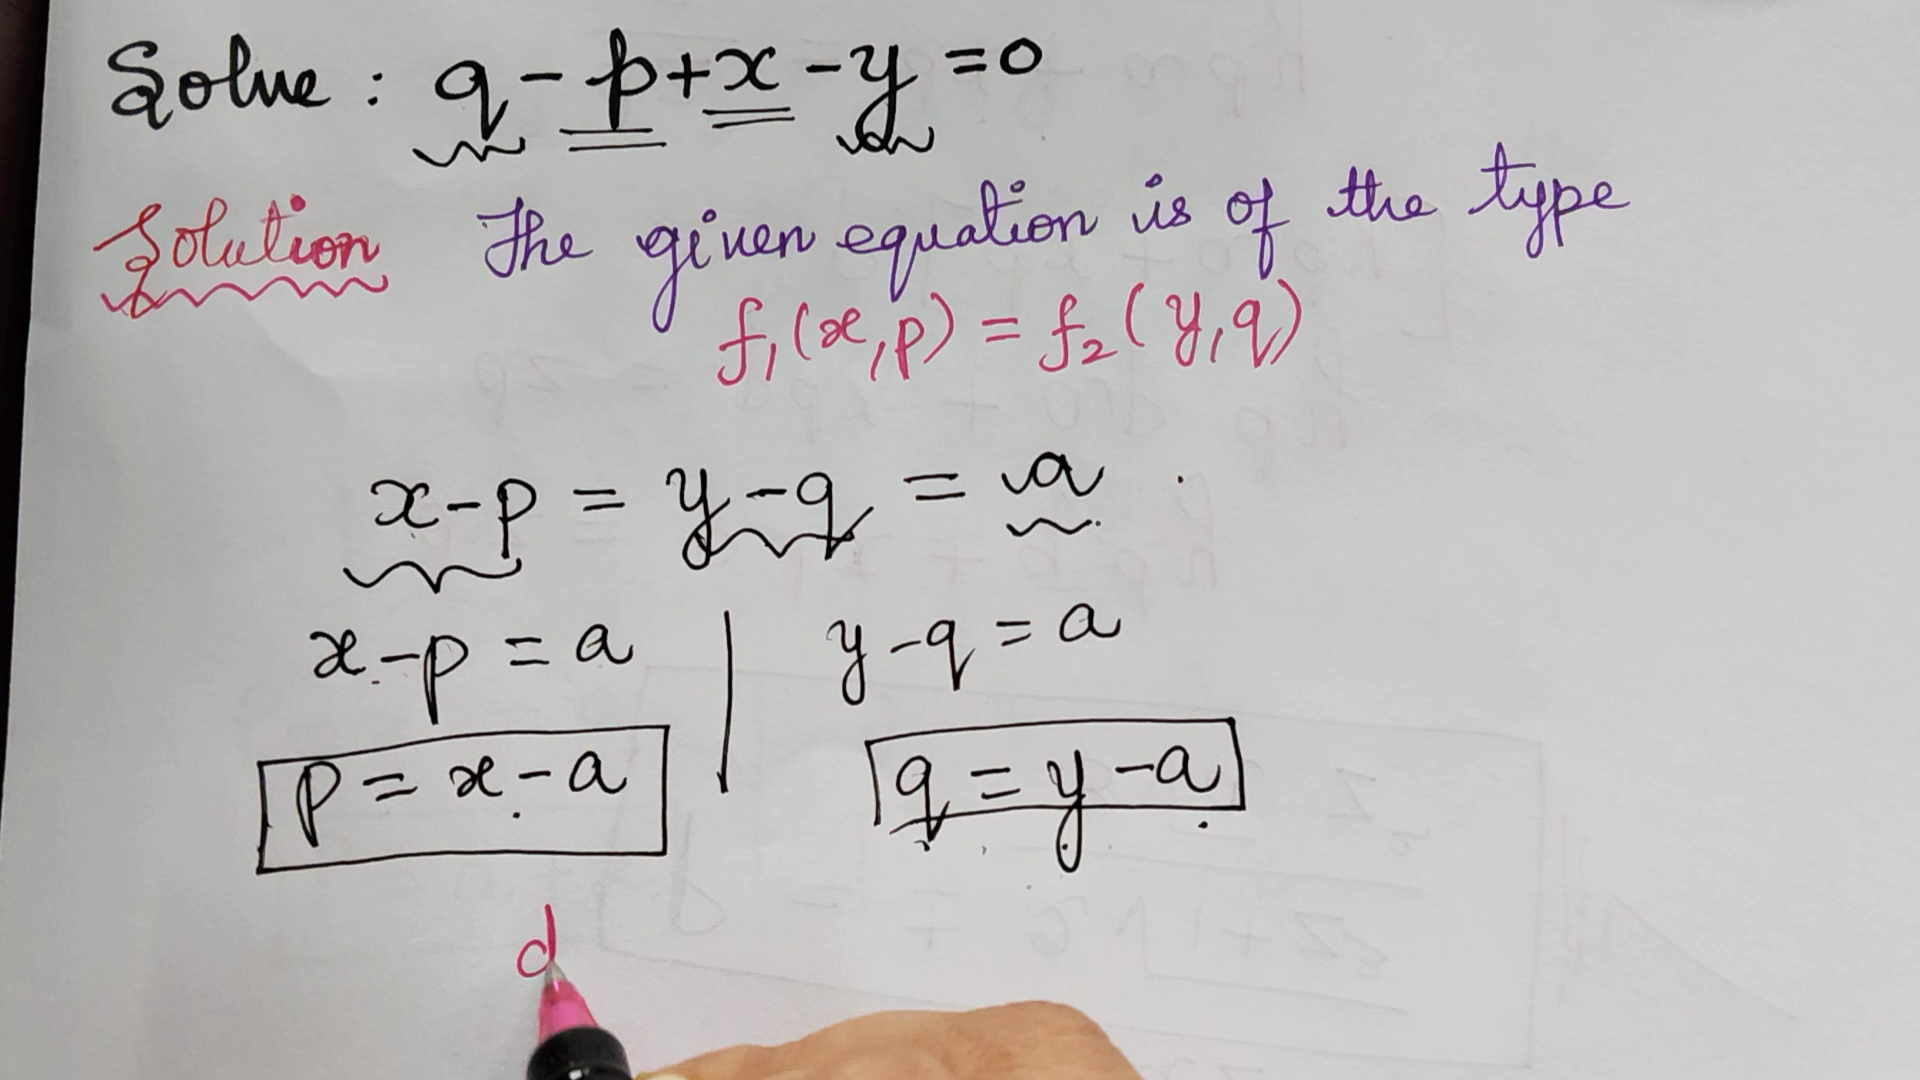 Solve : q - p + x - y = 0
Solution The given equation is of the type
f₁(x, p) = f₂(y, q)
x - p = y - q = a
x - p = a | y - q = a
p = x - a
q = y - a
d